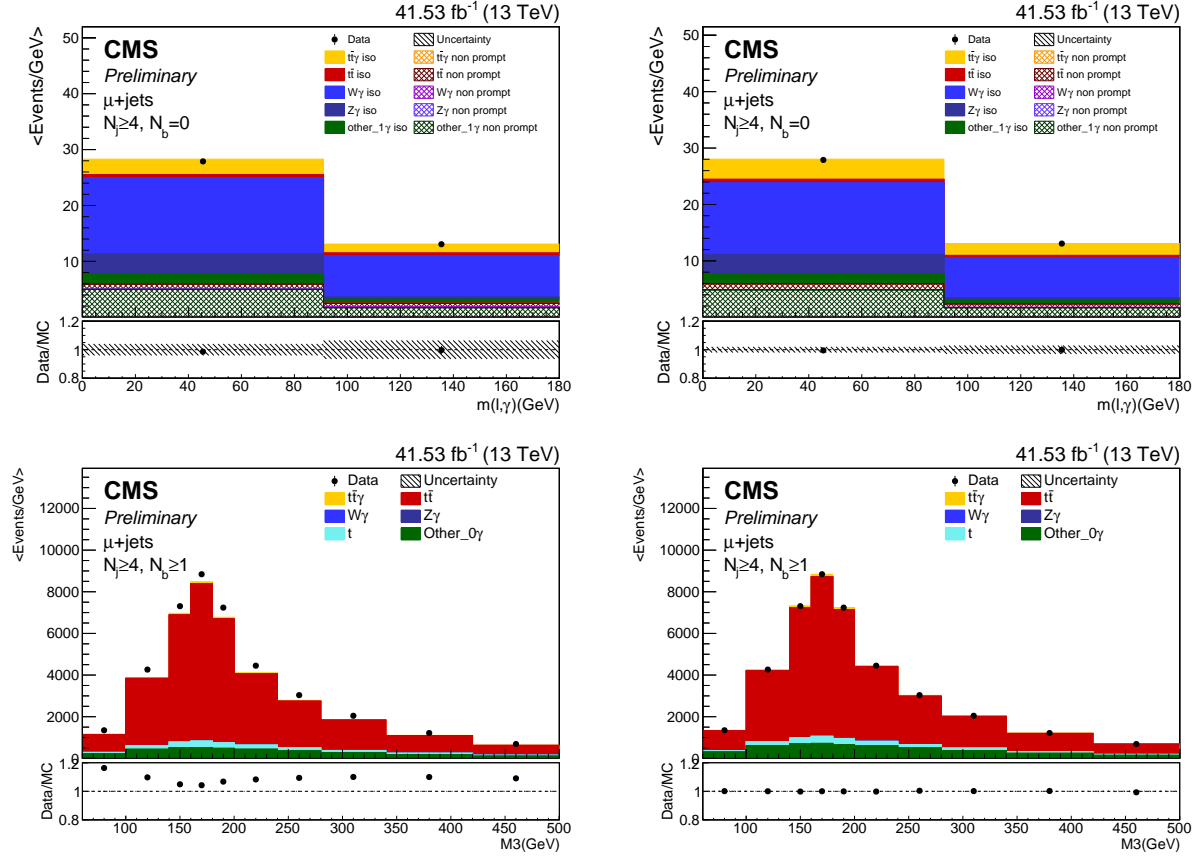 41.53 fb⁻¹ (13 TeV)
<Events/GeV>
50
40
30
20
10
CMS
Preliminary
μ+jets
Nj≥4, Nb=0
Data
Uncertainty
tt̄γ iso
tt̄γ non prompt
tt̄ iso
tt̄ non prompt
Wγ iso
Wγ non prompt
Zγ iso
Zγ non prompt
other_1γ iso
other_1γ non prompt
Data/MC
1.2
1
0.8
0 20 40 60 80 100 120 140 160 180
m(l,γ)(GeV)
41.53 fb⁻¹ (13 TeV)
<Events/GeV>
50
40
30
20
10
CMS
Preliminary
μ+jets
Nj≥4, Nb=0
Data
Uncertainty
tt̄γ iso
tt̄γ non prompt
tt̄ iso
tt̄ non prompt
Wγ iso
Wγ non prompt
Zγ iso
Zγ non prompt
other_1γ iso
other_1γ non prompt
Data/MC
1.2
1
0.8
0 20 40 60 80 100 120 140 160 180
m(l,γ)(GeV)
41.53 fb⁻¹ (13 TeV)
<Events/GeV>
12000
10000
8000
6000
4000
2000
0
CMS
Preliminary
μ+jets
Nj≥4, Nb≥1
Data
Uncertainty
tt̄γ
tt̄
Wγ
Zγ
t
Other_0γ
Data/MC
1.2
1
0.8
100 150 200 250 300 350 400 450 500
M3(GeV)
41.53 fb⁻¹ (13 TeV)
<Events/GeV>
12000
10000
8000
6000
4000
2000
0
CMS
Preliminary
μ+jets
Nj≥4, Nb≥1
Data
Uncertainty
tt̄γ
tt̄
Wγ
Zγ
t
Other_0γ
Data/MC
1.2
1
0.8
100 150 200 250 300 350 400 450 500
M3(GeV)